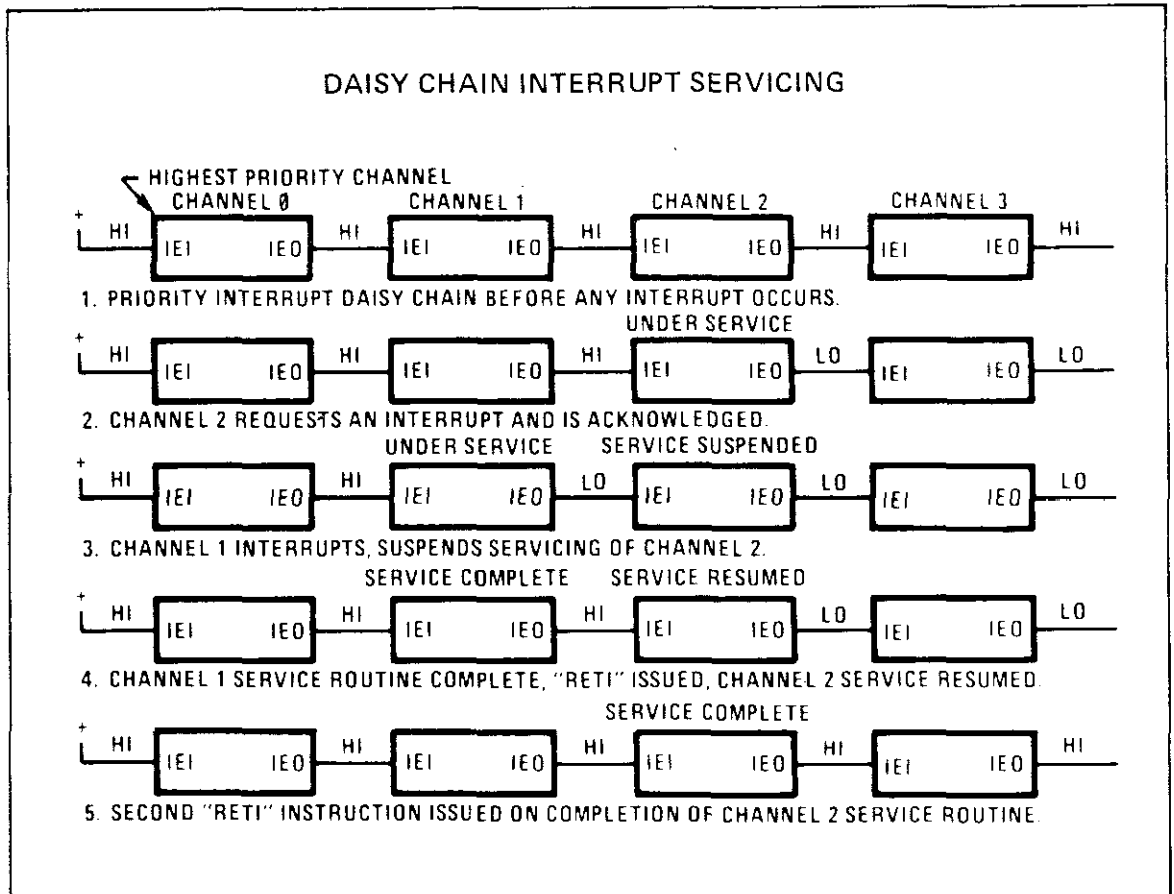 DAISY CHAIN INTERRUPT SERVICING
HIGHEST PRIORITY CHANNEL
CHANNEL 0 CHANNEL 1 CHANNEL 2 CHANNEL 3
+ HI IEI IEO HI IEI IEO HI IEI IEO HI IEI IEO HI
1. PRIORITY INTERRUPT DAISY CHAIN BEFORE ANY INTERRUPT OCCURS.
UNDER SERVICE
+ HI IEI IEO HI IEI IEO HI IEI IEO LO IEI IEO LO
2. CHANNEL 2 REQUESTS AN INTERRUPT AND IS ACKNOWLEDGED.
UNDER SERVICE SERVICE SUSPENDED
+ HI IEI IEO HI IEI IEO LO IEI IEO LO IEI IEO LO
3. CHANNEL 1 INTERRUPTS, SUSPENDS SERVICING OF CHANNEL 2.
SERVICE COMPLETE SERVICE RESUMED
+ HI IEI IEO HI IEI IEO HI IEI IEO LO IEI IEO LO
4. CHANNEL 1 SERVICE ROUTINE COMPLETE, "RETI" ISSUED, CHANNEL 2 SERVICE RESUMED.
SERVICE COMPLETE
+ HI IEI IEO HI IEI IEO HI IEI IEO HI IEI IEO HI
5. SECOND "RETI" INSTRUCTION ISSUED ON COMPLETION OF CHANNEL 2 SERVICE ROUTINE.